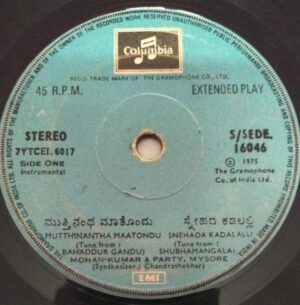 Columbia
REGD. TRADE MARK OF THE GRAMOPHONE CO. LTD.
45 R.P.M. EXTENDED PLAY
STEREO S/SEDE.
7YTCEI. 6017 16046
SIDE ONE Ⓟ 1975
Instrumental The Gramophone
Co. of India Ltd.
ಮುತ್ತಿನಂಥ ಮಾತೊಂದು ಸ್ನೇಹದ ಕಡಲಲ್ಲಿ
MUTTHINANTHA MAATONDU SNEHADA KADALALLI
(Tune from : (Tune from :
BAHADDUR GANDU) SHUBHAMANGALA)
MOHAN-KUMAR & PARTY, MYSORE
(Synthesizer : Chandrashekhar)
EMI